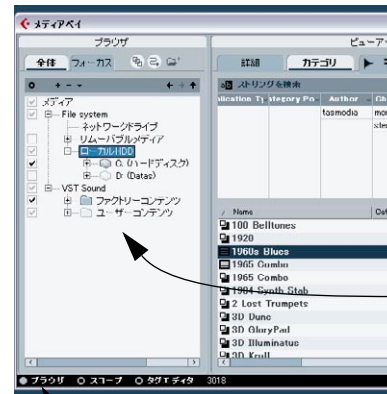 メディアベイ
ブラウザ
ビューア
全体 フォーカス
詳細 カテゴリ
ストリングを検索
メディア
File system
ネットワークドライブ
リムーバブルメディア
ローカルHDD
C: (ハードディスク)
D: (Datas)
VST Sound
ファクトリーコンテンツ
ユーザーコンテンツ
Author
tasmodia
Name
100 Belltunes
1920
1960s Blues
1965 Combo
1965 Combo
1984 Synth Stab
2 Lost Trumpets
3D Dunc
3D GloryPad
3D Illuminatus
3D Krull
ブラウザ スコープ タグエディタ 3018